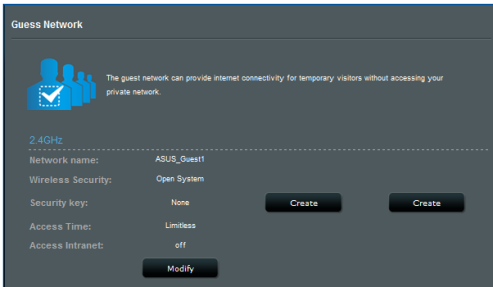 Guess Network
The guest network can provide internet connectivity for temporary visitors without accessing your
private network.
2.4GHz
Network name: ASUS_Guest1
Wireless Security: Open System
Security key: None Create Create
Access Time: Limitless
Access Intranet: off
Modify